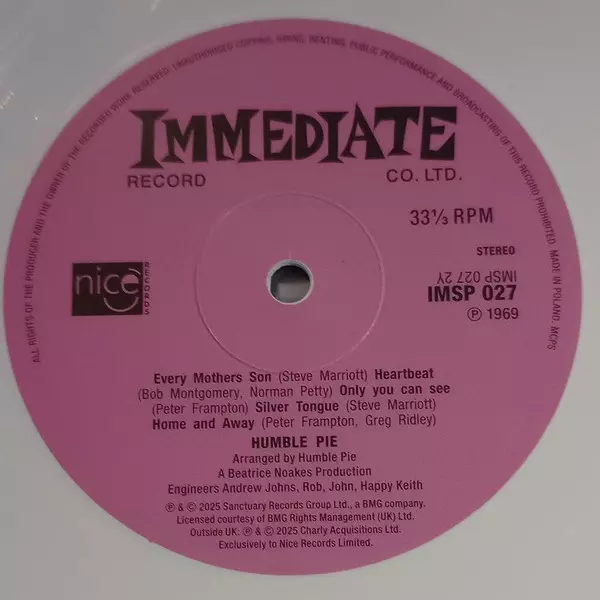 ALL RIGHTS OF THE PRODUCER AND THE OWNER OF THE RECORDED WORK RESERVED. UNAUTHORISED COPYING, HIRING, RENTING, PUBLIC PERFORMANCE AND BROADCASTING OF THIS RECORD PROHIBITED. MADE IN POLAND. MCPS
IMMEDIATE
RECORD CO. LTD.
33⅓ RPM
STEREO
IMSP 027 2Y
IMSP 027
℗ 1969
nice
RECORDS
Every Mothers Son (Steve Marriott) Heartbeat
(Bob Montgomery, Norman Petty) Only you can see
(Peter Frampton) Silver Tongue (Steve Marriott)
Home and Away (Peter Frampton, Greg Ridley)
HUMBLE PIE
Arranged by Humble Pie
A Beatrice Noakes Production
Engineers Andrew Johns, Rob, John, Happy Keith
℗ & © 2025 Sanctuary Records Group Ltd., a BMG company.
Licensed courtesy of BMG Rights Management (UK) Ltd.
Outside UK: ℗ & © 2025 Charly Acquisitions Ltd.
Exclusively to Nice Records Limited.